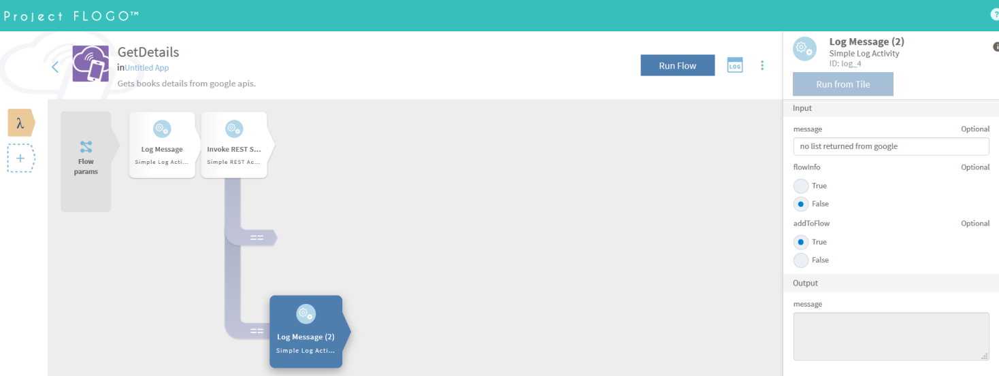 Project FLOGO™
?
GetDetails
inUntitled App
Gets books details from google apis.
Run Flow
LOG
λ
+
Flow
params
Log Message
Simple Log Acti...
Invoke REST S...
Simple REST Ac...
==
==
Log Message (2)
Simple Log Acti...
Log Message (2)
Simple Log Activity
ID: log_4
i
Run from Tile
Input
message Optional
no list returned from google
flowInfo Optional
True
False
addToFlow Optional
True
False
Output
message